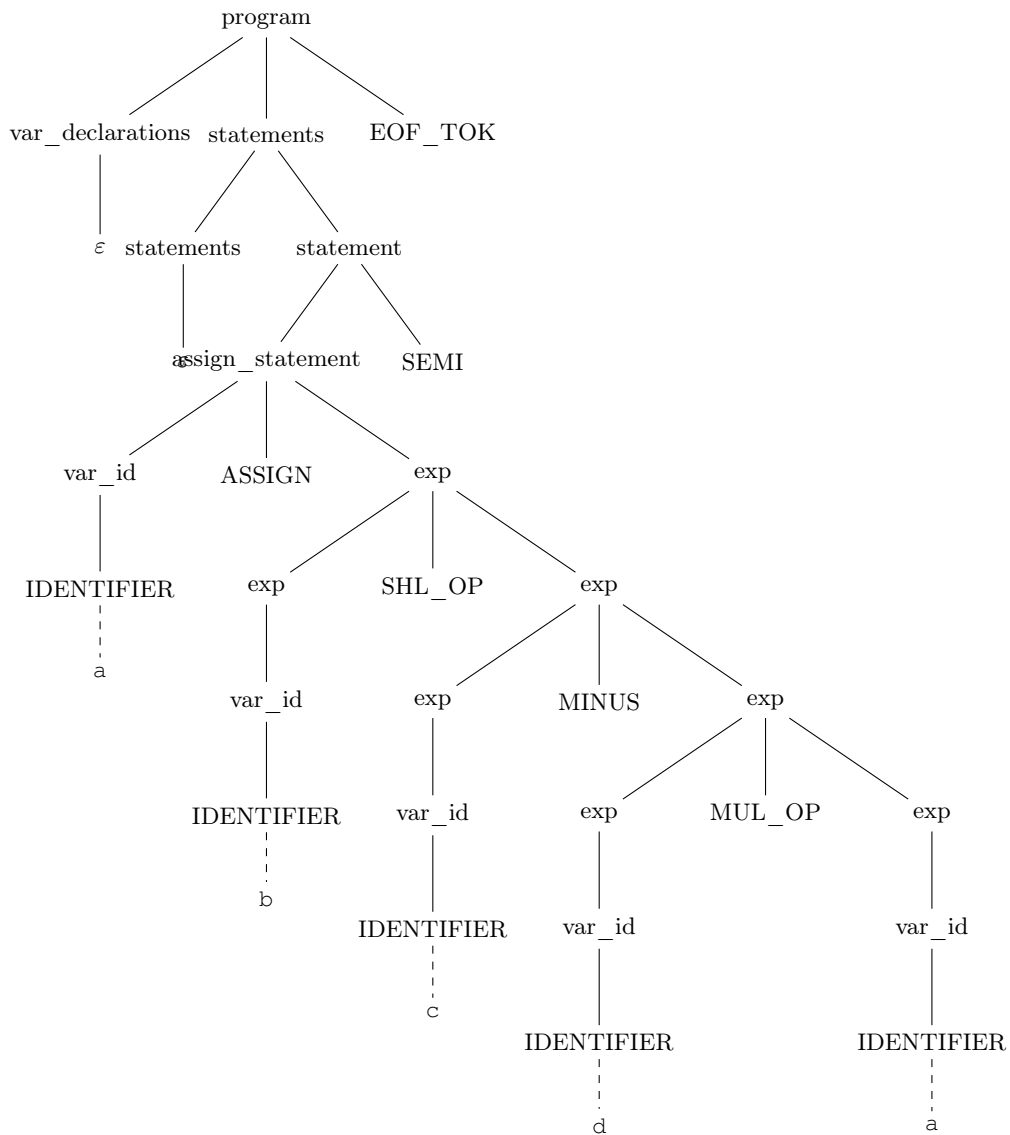 program
var_declarations statements EOF_TOK
ε statements statement
ε assign_statement SEMI
var_id ASSIGN exp
IDENTIFIER exp SHL_OP exp
a
var_id exp MINUS exp
IDENTIFIER var_id exp MUL_OP exp
b
IDENTIFIER var_id var_id
c
IDENTIFIER IDENTIFIER
d a